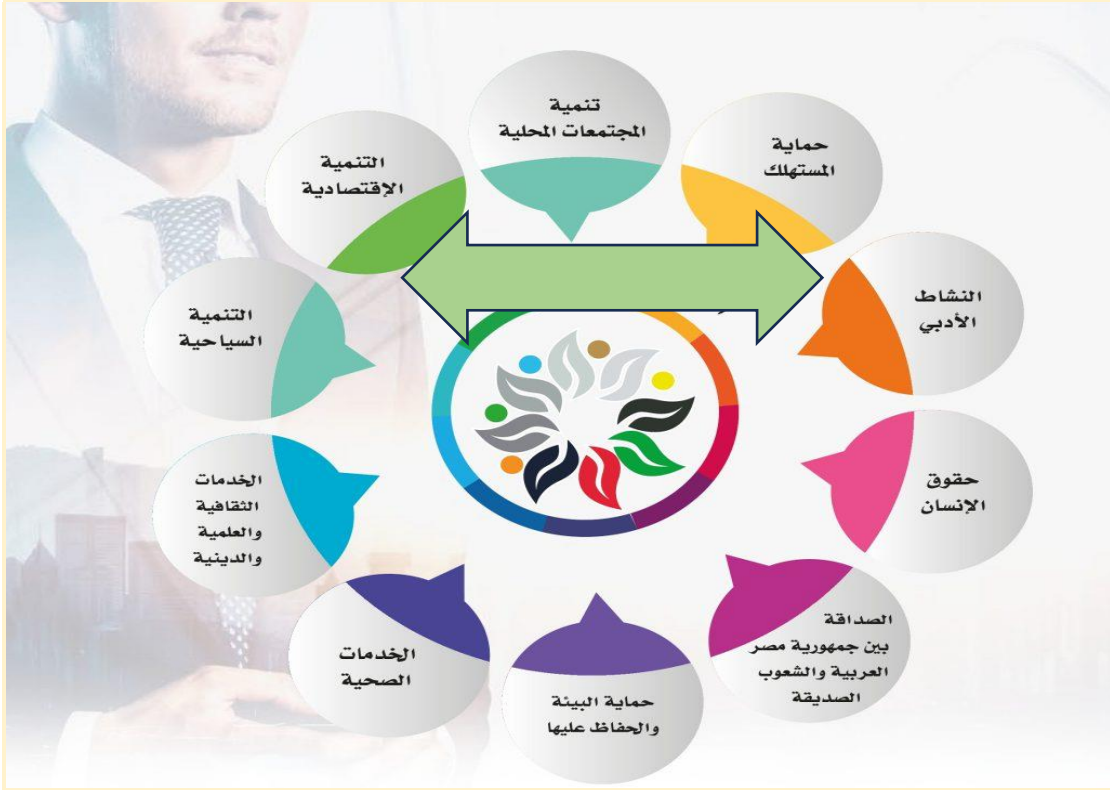 تنمية
المجتمعات المحلية
حماية
المستهلك
النشاط
الأدبي
حقوق
الإنسان
الصداقة
بين جمهورية مصر
العربية والشعوب
الصديقة
حماية البيئة
والحفاظ عليها
الخدمات
الصحية
الخدمات
الثقافية
والعلمية
والدينية
التنمية
السياحية
التنمية
الإقتصادية